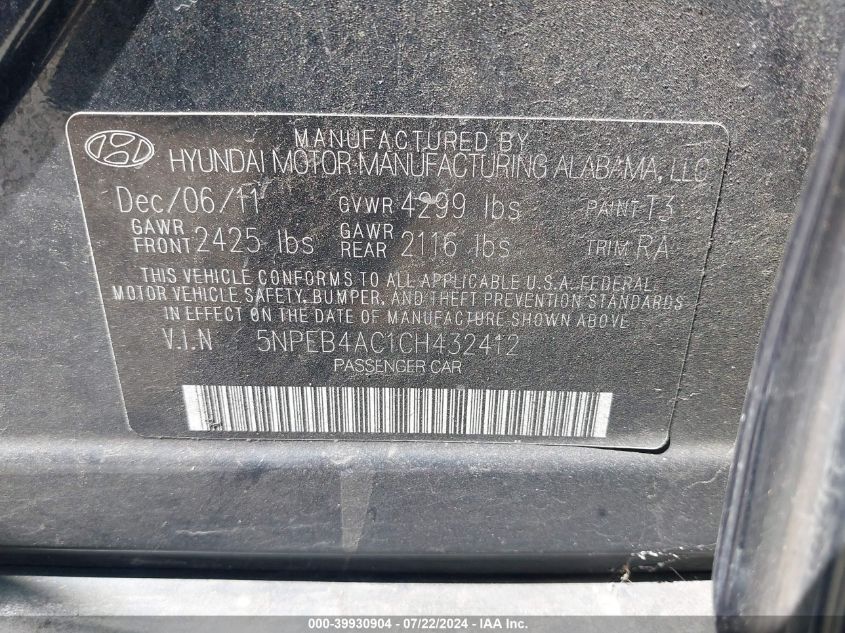 MANUFACTURED BY
HYUNDAI MOTOR MANUFACTURING ALABAMA, LLC
Dec/06/11 GVWR 4299 lbs PAINT T3
GAWR FRONT 2425 lbs GAWR REAR 2116 lbs TRIM RA
THIS VEHICLE CONFORMS TO ALL APPLICABLE U.S.A. FEDERAL
MOTOR VEHICLE SAFETY, BUMPER, AND THEFT PREVENTION STANDARDS
IN EFFECT ON THE DATE OF MANUFACTURE SHOWN ABOVE
V.I.N 5NPEB4AC1CH432412
PASSENGER CAR
000-39930904 - 07/22/2024 - IAAI - Copart Inc.